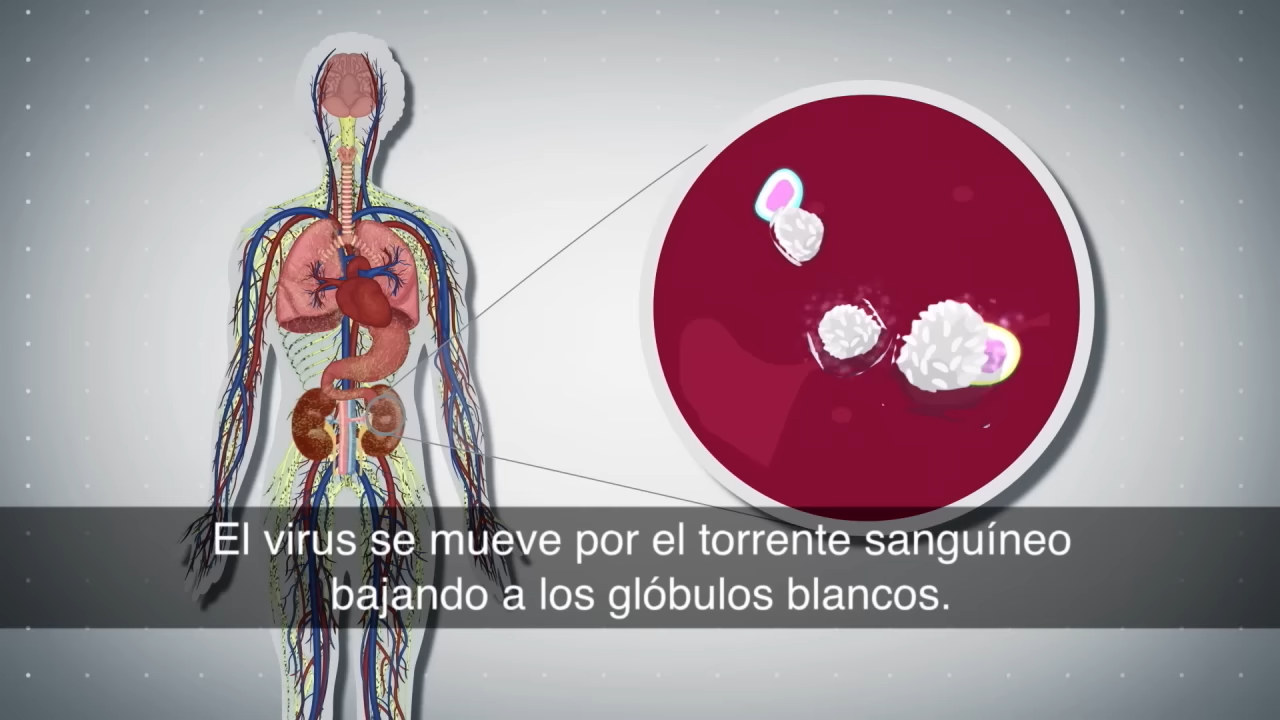 El virus se mueve por el torrente sanguíneo
bajando a los glóbulos blancos.